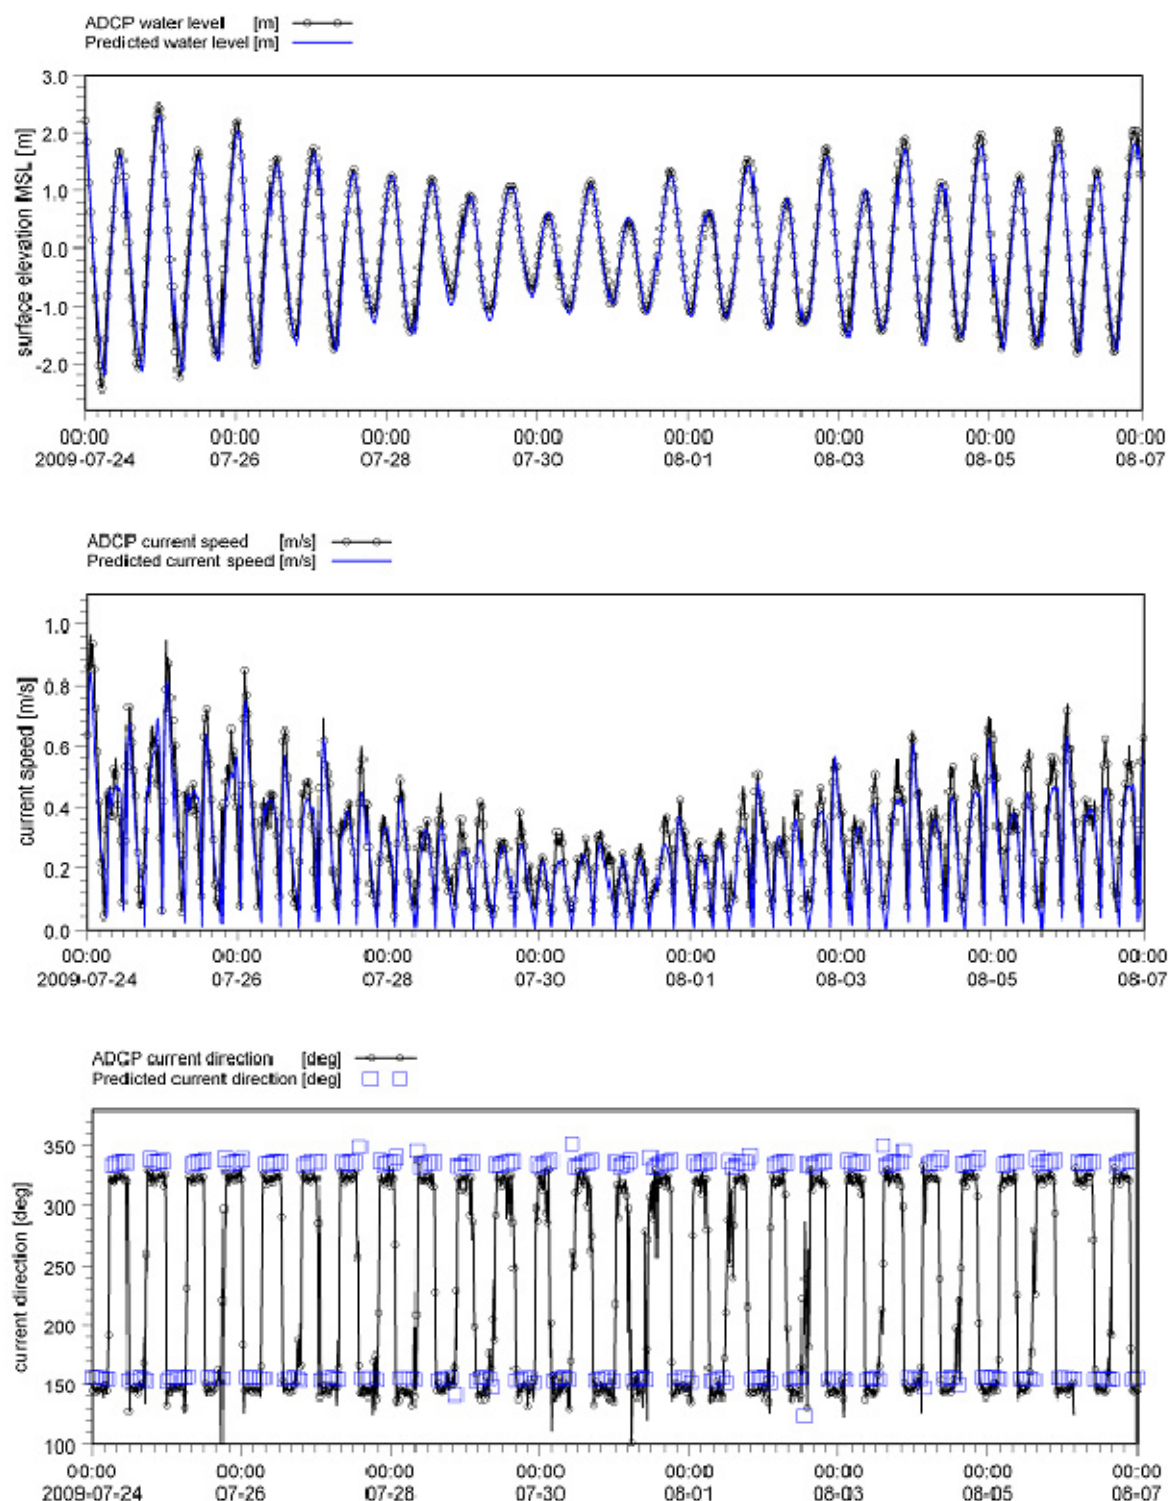 ADCP water level [m]
Predicted water level [m]
surface elevation MSL [m]
3.0
2.0
1.0
0.0
-1.0
-2.0
00:00 00:00 00:00 00:00 00:00 00:00 00:00 00:00
2009-07-24 07-26 07-28 07-30 08-01 08-03 08-05 08-07
ADCP current speed [m/s]
Predicted current speed [m/s]
current speed [m/s]
1.0
0.8
0.6
0.4
0.2
0.0
00:00 00:00 00:00 00:00 00:00 00:00 00:00 00:00
2009-07-24 07-26 07-28 07-30 08-01 08-03 08-05 08-07
ADCP current direction [deg]
Predicted current direction [deg]
current direction [deg]
350
300
250
200
150
100
00:00 00:00 00:00 00:00 00:00 00:00 00:00 00:00
2009-07-24 07-26 07-28 07-30 08-01 08-03 08-05 08-07